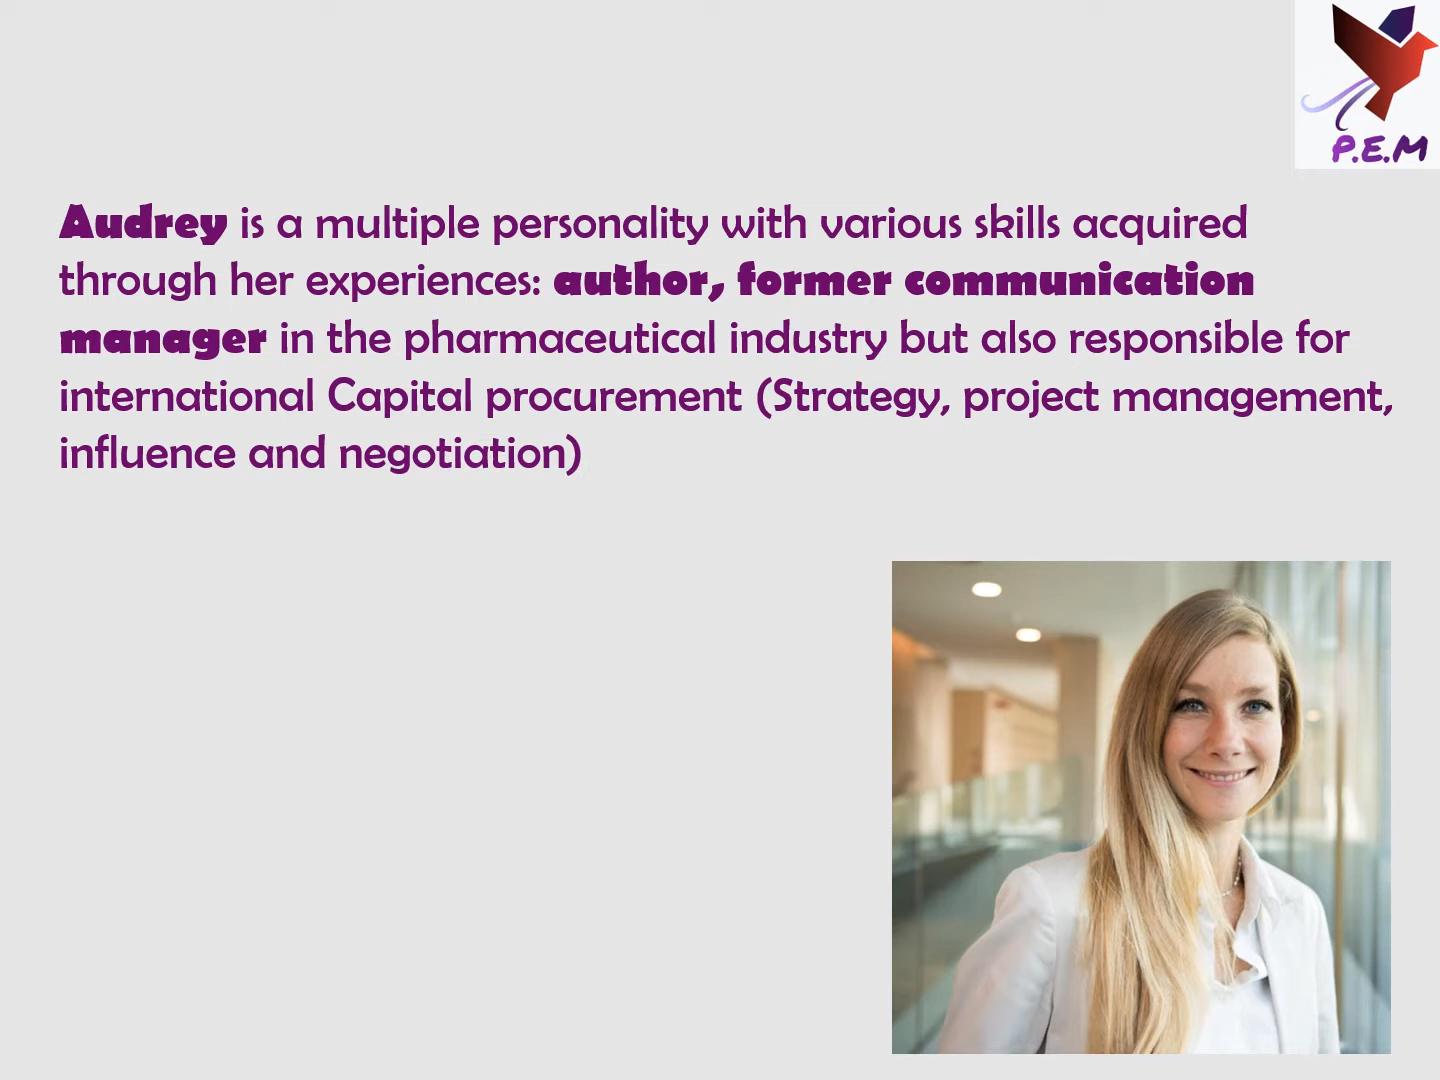 P.E.M
Audrey is a multiple personality with various skills acquired
through her experiences: author, former communication
manager in the pharmaceutical industry but also responsible for
international Capital procurement (Strategy, project management,
influence and negotiation)